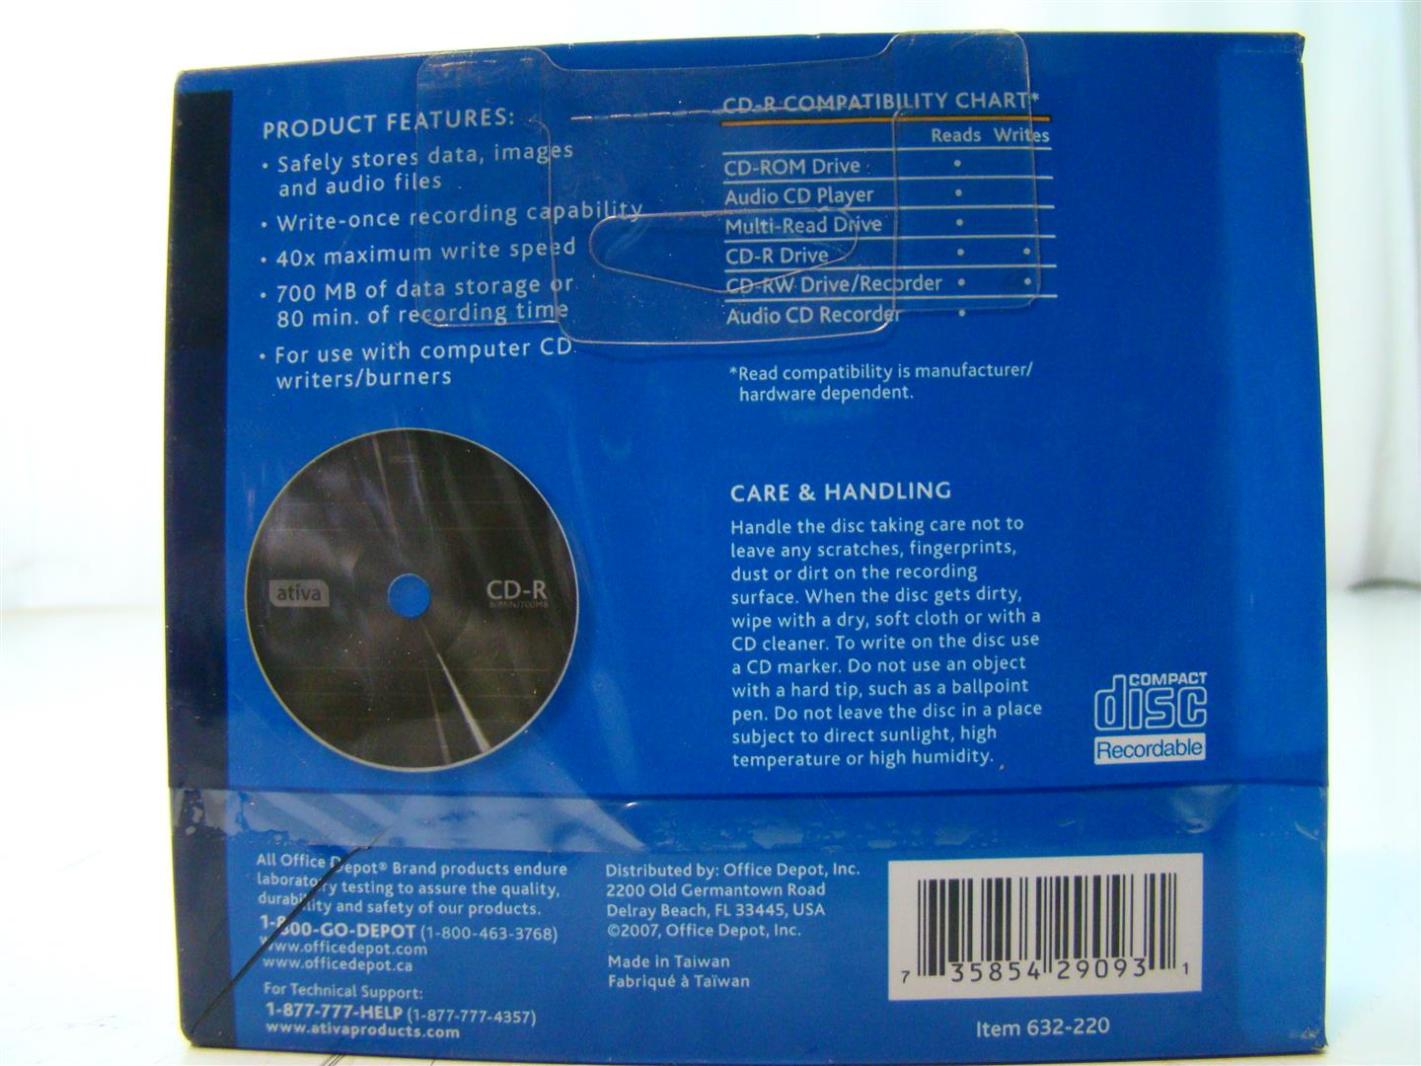 PRODUCT FEATURES:
• Safely stores data, images
and audio files
• Write-once recording capability
• 40x maximum write speed
• 700 MB of data storage or
80 min. of recording time
• For use with computer CD
writers/burners
ativa
CD-R
80MIN/700MB
CD-R COMPATIBILITY CHART*
Reads Writes
CD-ROM Drive •
Audio CD Player •
Multi-Read Drive •
CD-R Drive • •
CD-RW Drive/Recorder • •
Audio CD Recorder •
*Read compatibility is manufacturer/
hardware dependent.
CARE & HANDLING
Handle the disc taking care not to
leave any scratches, fingerprints,
dust or dirt on the recording
surface. When the disc gets dirty,
wipe with a dry, soft cloth or with a
CD cleaner. To write on the disc use
a CD marker. Do not use an object
with a hard tip, such as a ballpoint
pen. Do not leave the disc in a place
subject to direct sunlight, high
temperature or high humidity.
COMPACT
disc
Recordable
All Office Depot® Brand products endure
laboratory testing to assure the quality,
durability and safety of our products.
1-800-GO-DEPOT (1-800-463-3768)
www.officedepot.com
www.officedepot.ca
For Technical Support:
1-877-777-HELP (1-877-777-4357)
www.ativaproducts.com
Distributed by: Office Depot, Inc.
2200 Old Germantown Road
Delray Beach, FL 33445, USA
©2007, Office Depot, Inc.
Made in Taiwan
Fabriqué à Taïwan
7 35854 29093 1
Item 632-220